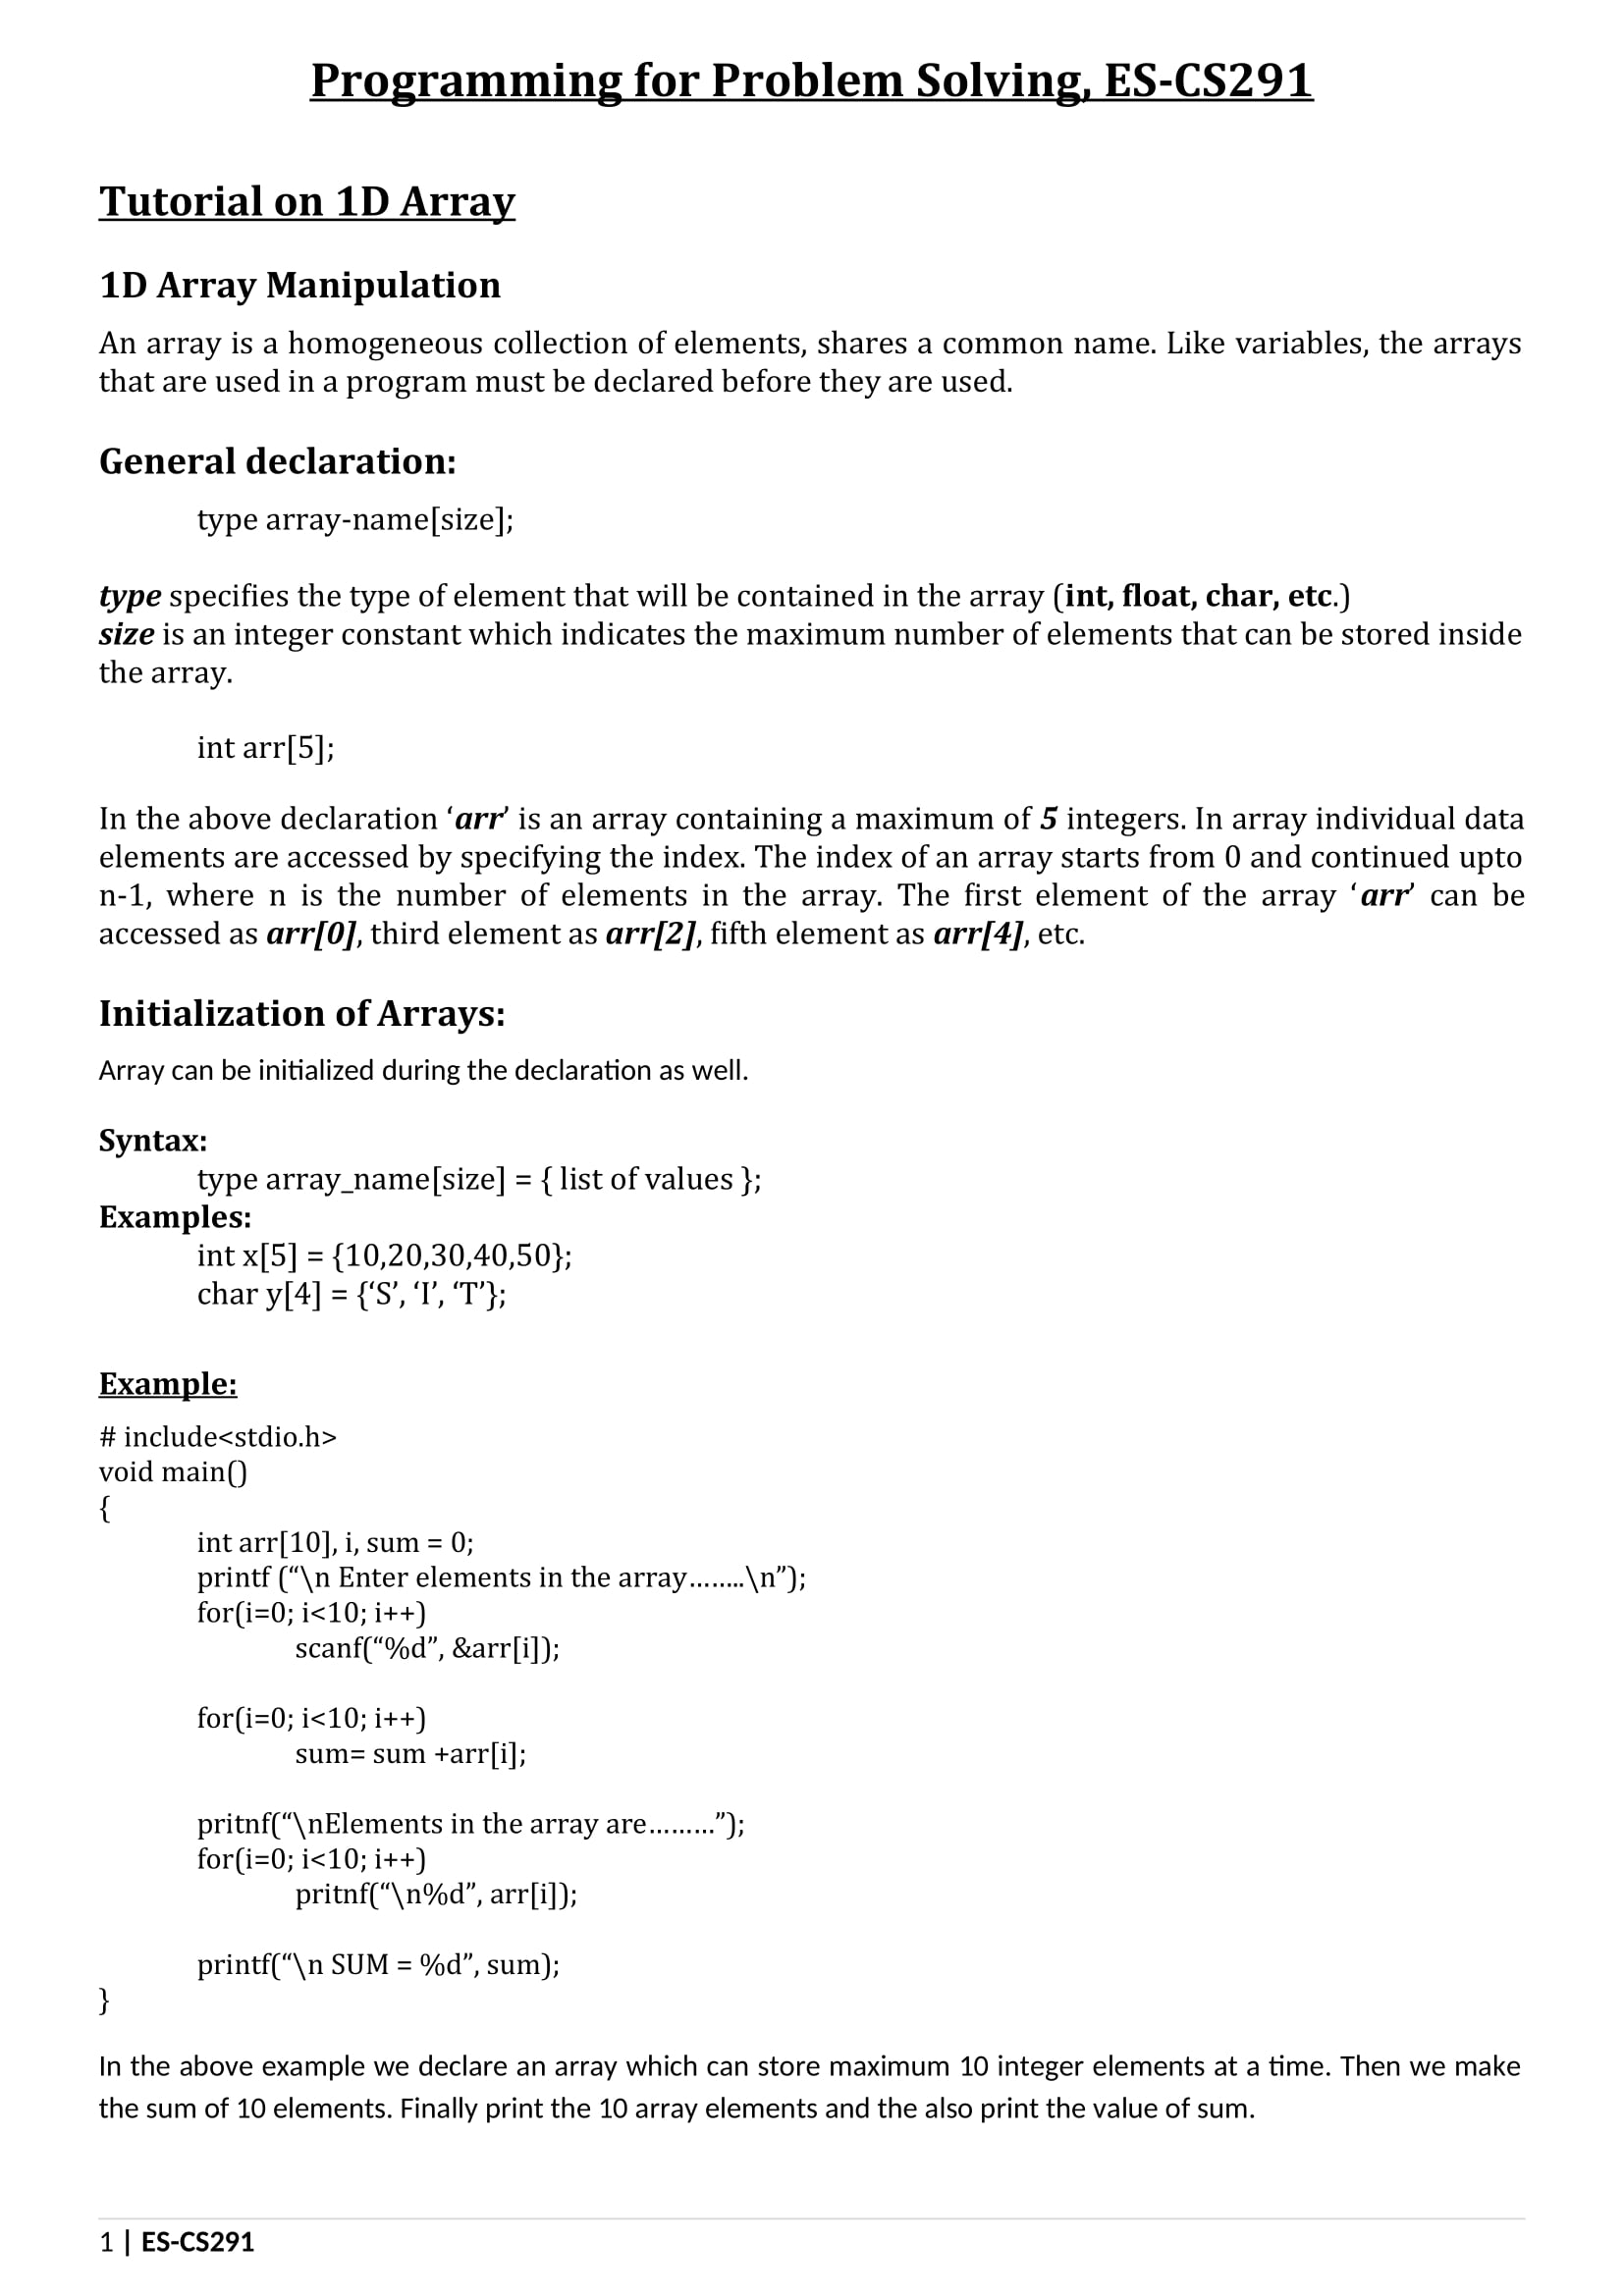 Programming for Problem Solving, ES-CS291
Tutorial on 1D Array
1D Array Manipulation
An array is a homogeneous collection of elements, shares a common name. Like variables, the arrays
that are used in a program must be declared before they are used.
General declaration:
type array-name[size];
type specifies the type of element that will be contained in the array (int, float, char, etc.)
size is an integer constant which indicates the maximum number of elements that can be stored inside
the array.
int arr[5];
In the above declaration ‘arr’ is an array containing a maximum of 5 integers. In array individual data
elements are accessed by specifying the index. The index of an array starts from 0 and continued upto
n-1, where n is the number of elements in the array. The first element of the array ‘arr’ can be
accessed as arr[0], third element as arr[2], fifth element as arr[4], etc.
Initialization of Arrays:
Array can be initialized during the declaration as well.
Syntax:
type array_name[size] = { list of values };
Examples:
int x[5] = {10,20,30,40,50};
char y[4] = {‘S’, ‘I’, ‘T’};
Example:
# include<stdio.h>
void main()
{
int arr[10], i, sum = 0;
printf (“\n Enter elements in the array……..\n”);
for(i=0; i<10; i++)
scanf(“%d”, &arr[i]);
for(i=0; i<10; i++)
sum= sum +arr[i];
pritnf(“\nElements in the array are………”);
for(i=0; i<10; i++)
pritnf(“\n%d”, arr[i]);
printf(“\n SUM = %d”, sum);
}
In the above example we declare an array which can store maximum 10 integer elements at a time. Then we make
the sum of 10 elements. Finally print the 10 array elements and the also print the value of sum.
1 | ES-CS291